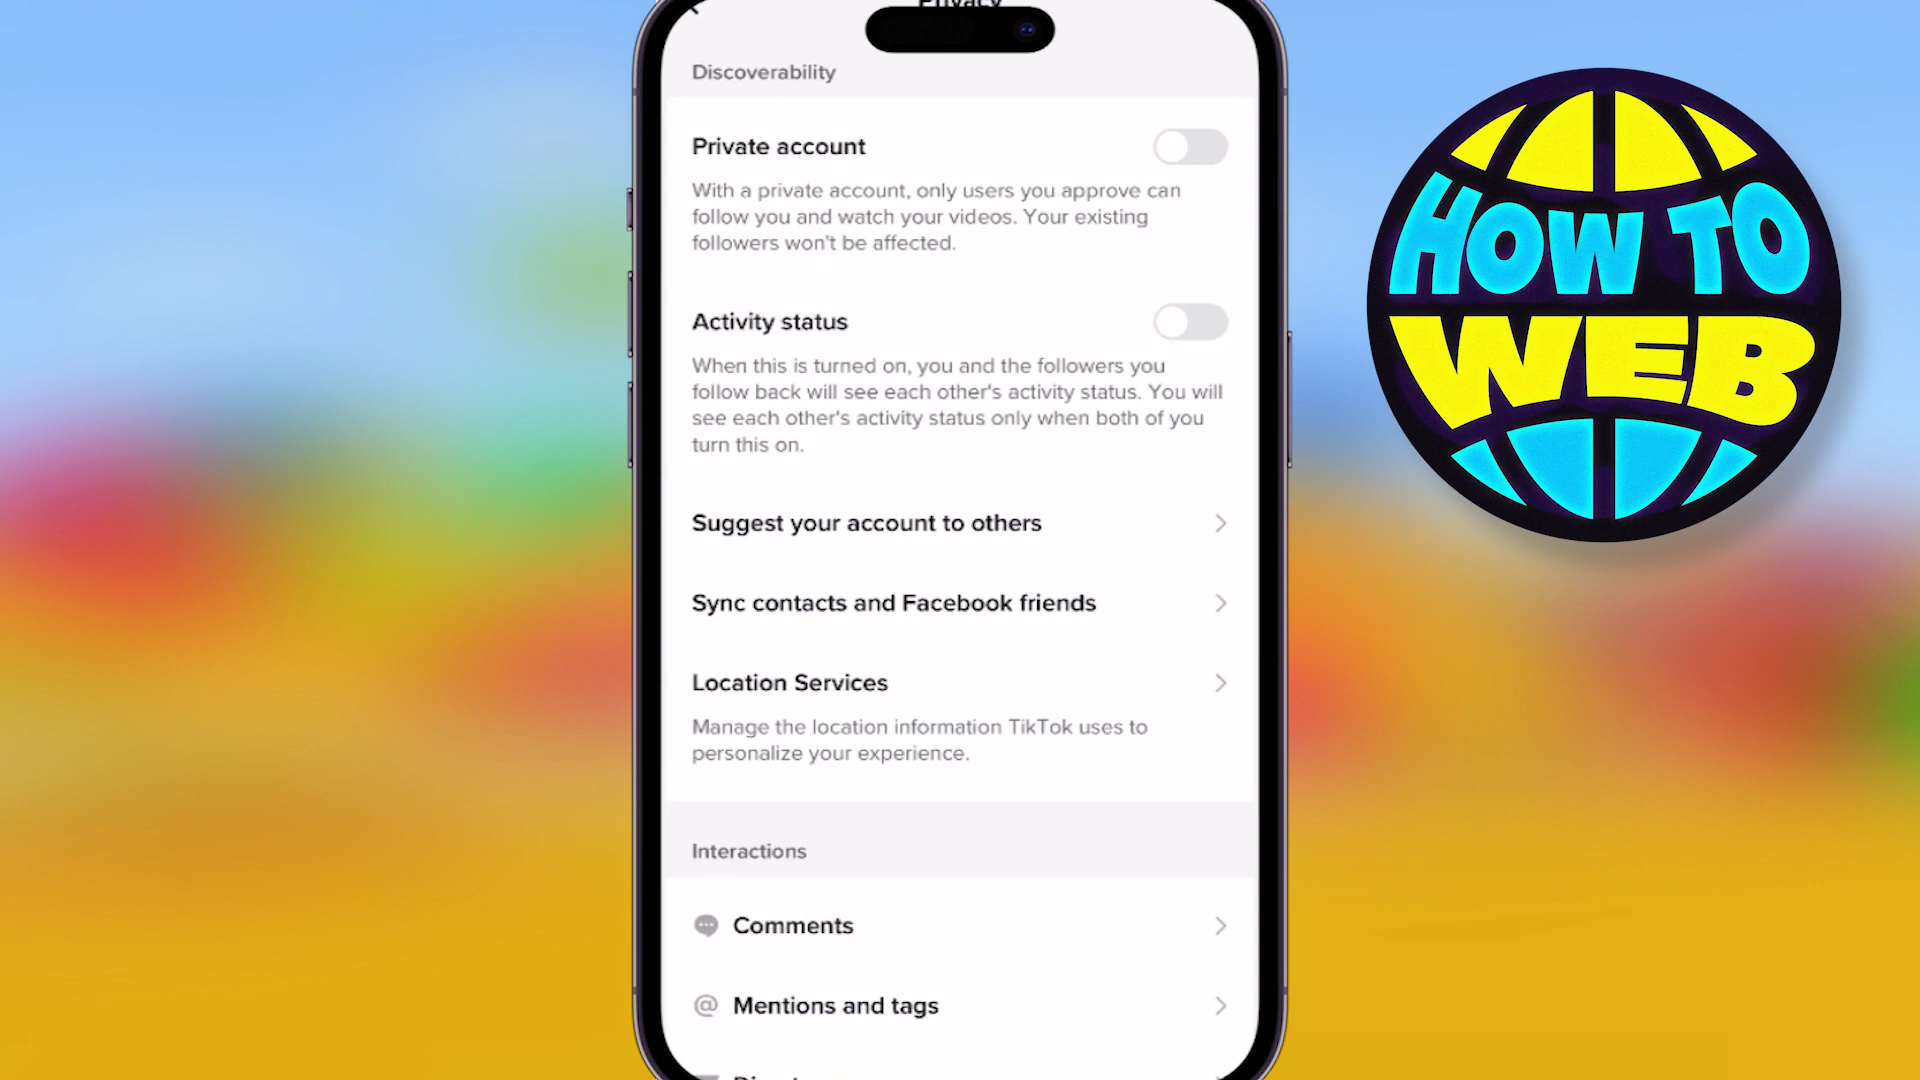 Privacy
Discoverability
Private account
With a private account, only users you approve can
follow you and watch your videos. Your existing
followers won't be affected.
Activity status
When this is turned on, you and the followers you
follow back will see each other's activity status. You will
see each other's activity status only when both of you
turn this on.
Suggest your account to others
Sync contacts and Facebook friends
Location Services
Manage the location information TikTok uses to
personalize your experience.
Interactions
Comments
@ Mentions and tags
HOW TO
WEB